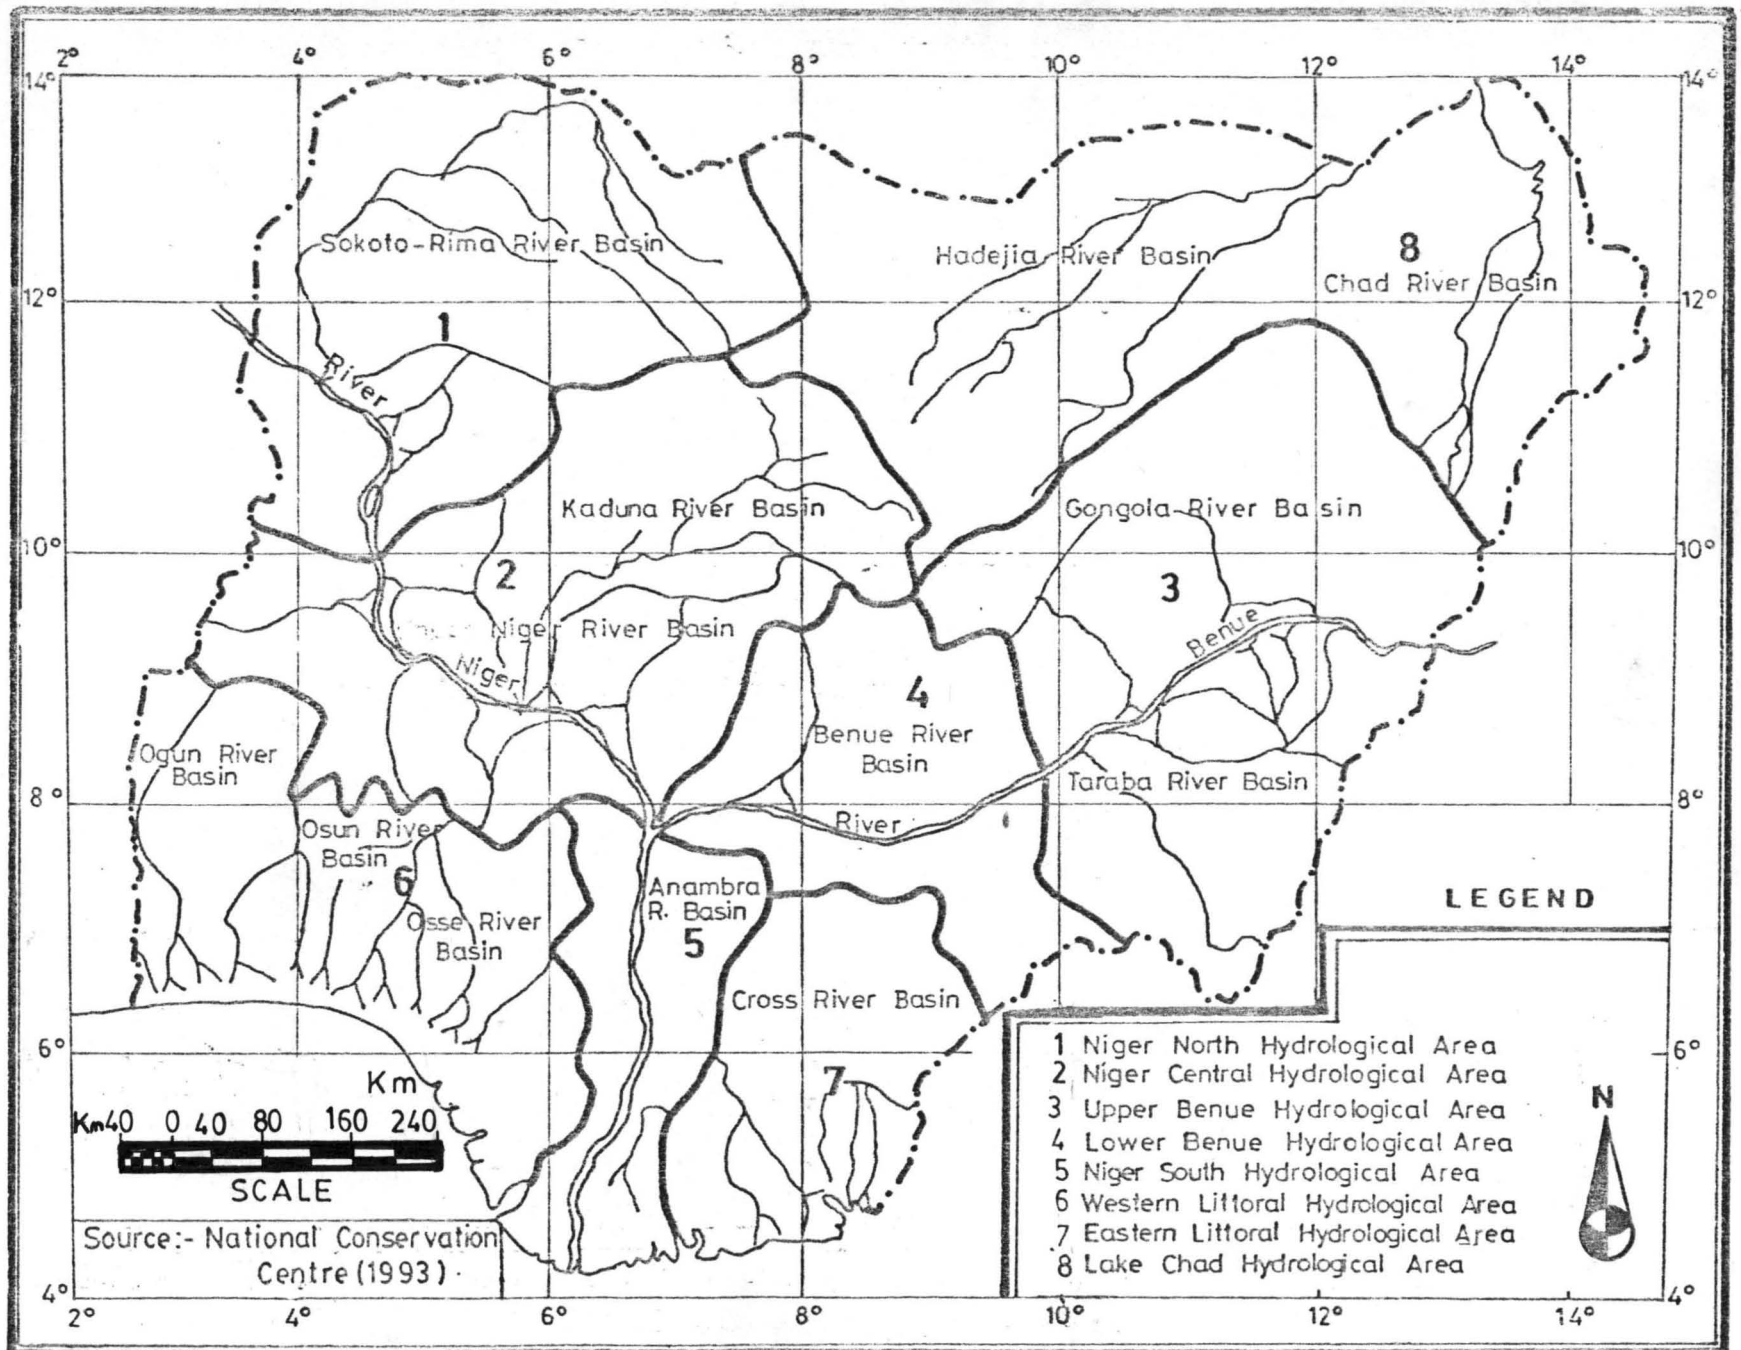 2° 4° 6° 8° 10° 12° 14°
14° 14°
Sokoto-Rima River Basin
Hadejia River Basin
8
Chad River Basin
12° 12°
1
River
Kaduna River Basin
Gongola River Basin
10° 10°
2
3
Niger River Basin
Benue
Niger
4
Benue River
Basin
Ogun River
Basin
Taraba River Basin
8° 8°
River
Osun River
Basin
6
Anambra
R. Basin
5
Osse River
Basin
Cross River Basin
LEGEND
1 Niger North Hydrological Area
2 Niger Central Hydrological Area
3 Upper Benue Hydrological Area
4 Lower Benue Hydrological Area
5 Niger South Hydrological Area
6 Western Littoral Hydrological Area
7 Eastern Littoral Hydrological Area
8 Lake Chad Hydrological Area
N
6° 6°
7
Km
Km40 0 40 80 160 240
SCALE
Source:- National Conservation
Centre (1993).
4° 4°
2° 4° 6° 8° 10° 12° 14°